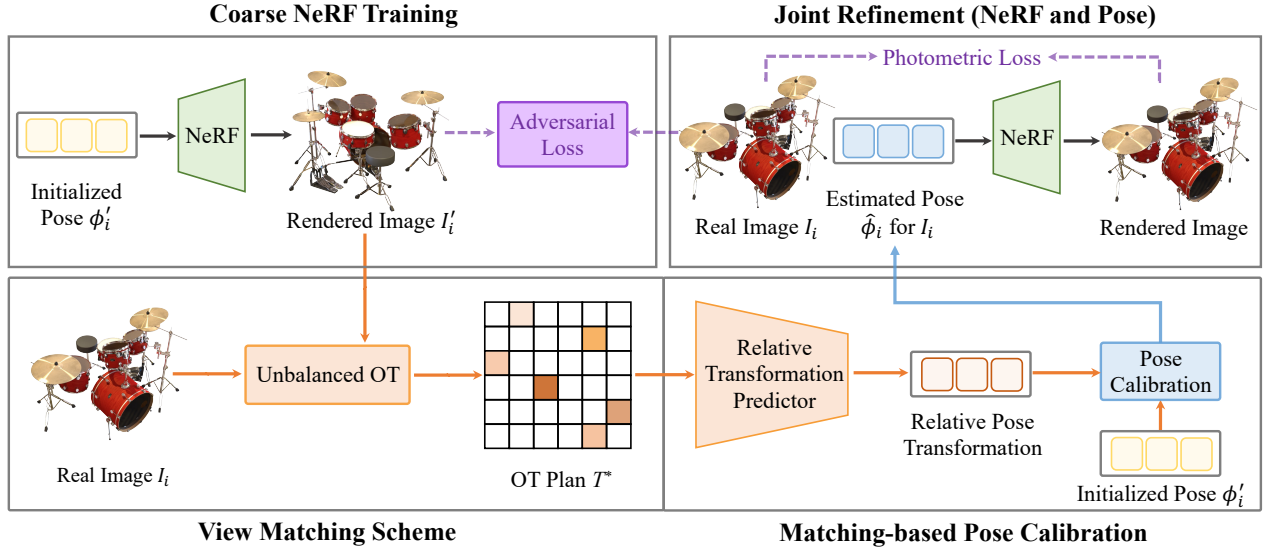 Coarse NeRF Training
Joint Refinement (NeRF and Pose)
NeRF
Initialized
Pose ϕ′ᵢ
Rendered Image I′ᵢ
Adversarial
Loss
Photometric Loss
Real Image Iᵢ
Estimated Pose
ϕ̂ᵢ for Iᵢ
NeRF
Rendered Image
Real Image Iᵢ
Unbalanced OT
OT Plan T*
Relative
Transformation
Predictor
Relative Pose
Transformation
Pose
Calibration
Initialized Pose ϕ′ᵢ
View Matching Scheme
Matching-based Pose Calibration